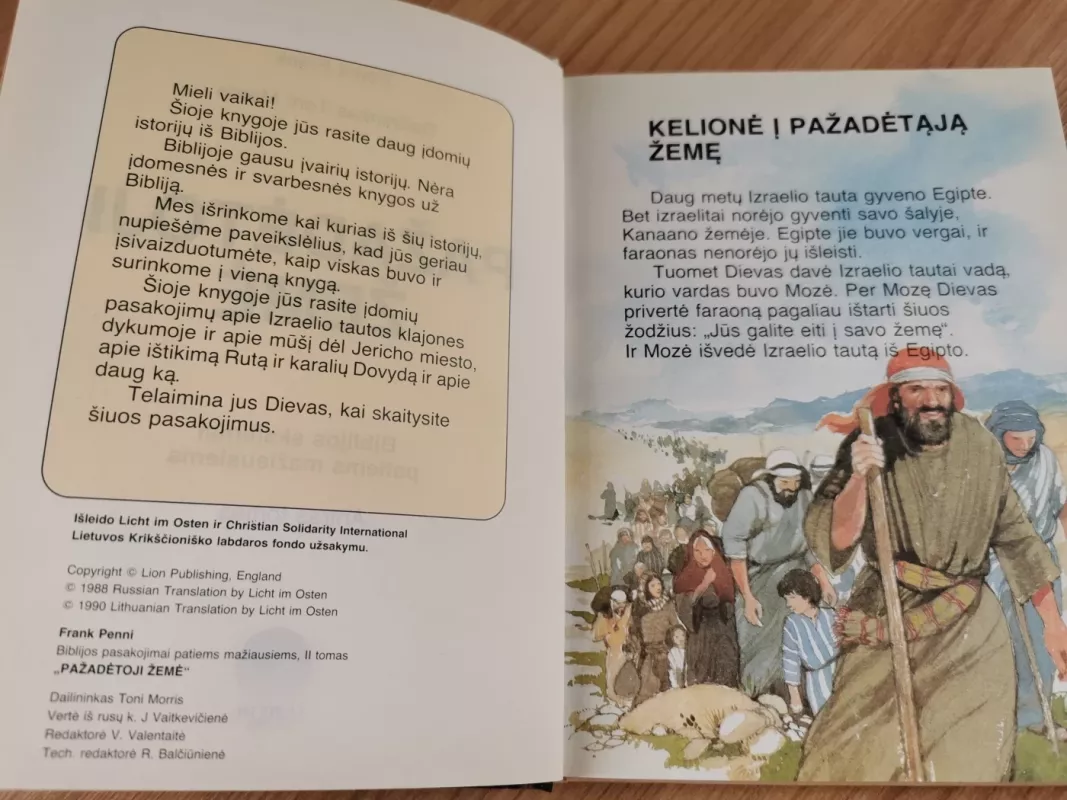 Mieli vaikai!
Šioje knygoje jūs rasite daug įdomių
istorijų iš Biblijos.
Biblijoje gausu įvairių istorijų. Nėra
įdomesnės ir svarbesnės knygos už
Bibliją.
Mes išrinkome kai kurias iš šių istorijų,
nupiešėme paveikslėlius, kad jūs geriau
įsivaizduotumėte, kaip viskas buvo ir
surinkome į vieną knygą.
Šioje knygoje jūs rasite įdomių
pasakojimų apie Izraelio tautos klajones
dykumoje ir apie mūšį dėl Jericho miesto,
apie ištikimą Rutą ir karalių Dovydą ir apie
daug ką.
Telaimina jus Dievas, kai skaitysite
šiuos pasakojimus.
Išleido Licht im Osten ir Christian Solidarity International
Lietuvos Krikščioniško labdaros fondo užsakymu.
Copyright © Lion Publishing, England
© 1988 Russian Translation by Licht im Osten
© 1990 Lithuanian Translation by Licht im Osten
Frank Penni
Biblijos pasakojimai patiems mažiausiems, II tomas
„PAŽADĖTOJI ŽEMĖ“
Dailininkas Toni Morris
Vertė iš rusų k. J Vaitkevičienė
Redaktorė V. Valentaitė
Tech. redaktorė R. Balčiūnienė
KELIONĖ Į PAŽADĖTĄJĄ
ŽEMĘ
Daug metų Izraelio tauta gyveno Egipte.
Bet izraelitai norėjo gyventi savo šalyje,
Kanaano žemėje. Egipte jie buvo vergai, ir
faraonas nenorėjo jų išleisti.
Tuomet Dievas davė Izraelio tautai vadą,
kurio vardas buvo Mozė. Per Mozę Dievas
privertė faraoną pagaliau ištarti šiuos
žodžius: „Jūs galite eiti į savo žemę“.
Ir Mozė išvedė Izraelio tautą iš Egipto.